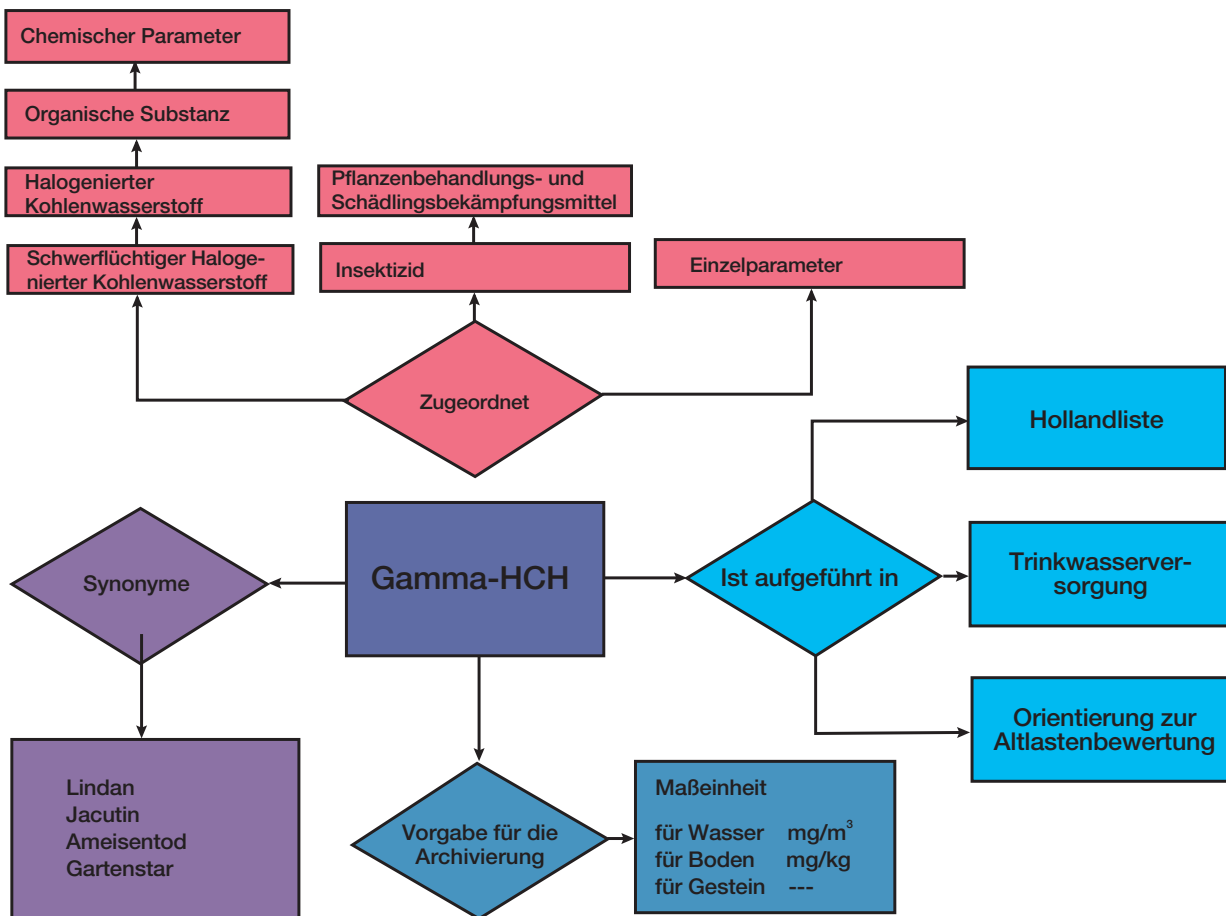 Chemischer Parameter
Organische Substanz
Halogenierter
Kohlenwasserstoff
Schwerflüchtiger Haloge-
nierter Kohlenwasserstoff
Pflanzenbehandlungs- und
Schädlingsbekämpfungsmittel
Insektizid
Einzelparameter
Zugeordnet
Hollandliste
Synonyme
Gamma-HCH
Ist aufgeführt in
Trinkwasserver-
sorgung
Orientierung zur
Altlastenbewertung
Lindan
Jacutin
Ameisentod
Gartenstar
Vorgabe für die
Archivierung
Maßeinheit
für Wasser mg/m³
für Boden mg/kg
für Gestein ---